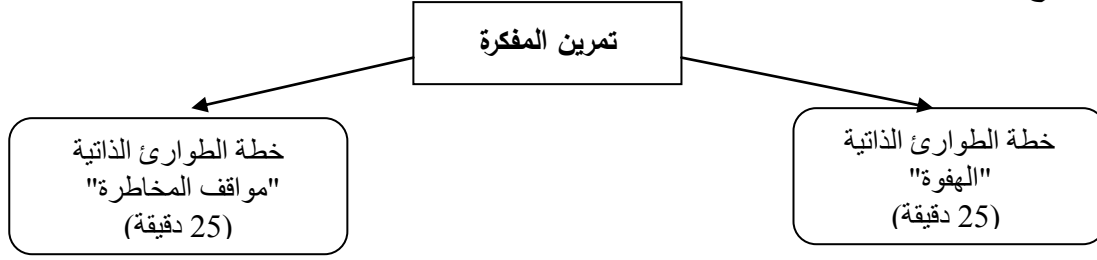 تمرين المفكرة
خطة الطوارئ الذاتية
"الهفوة"
(25 دقيقة)
خطة الطوارئ الذاتية
"مواقف المخاطرة"
(25 دقيقة)